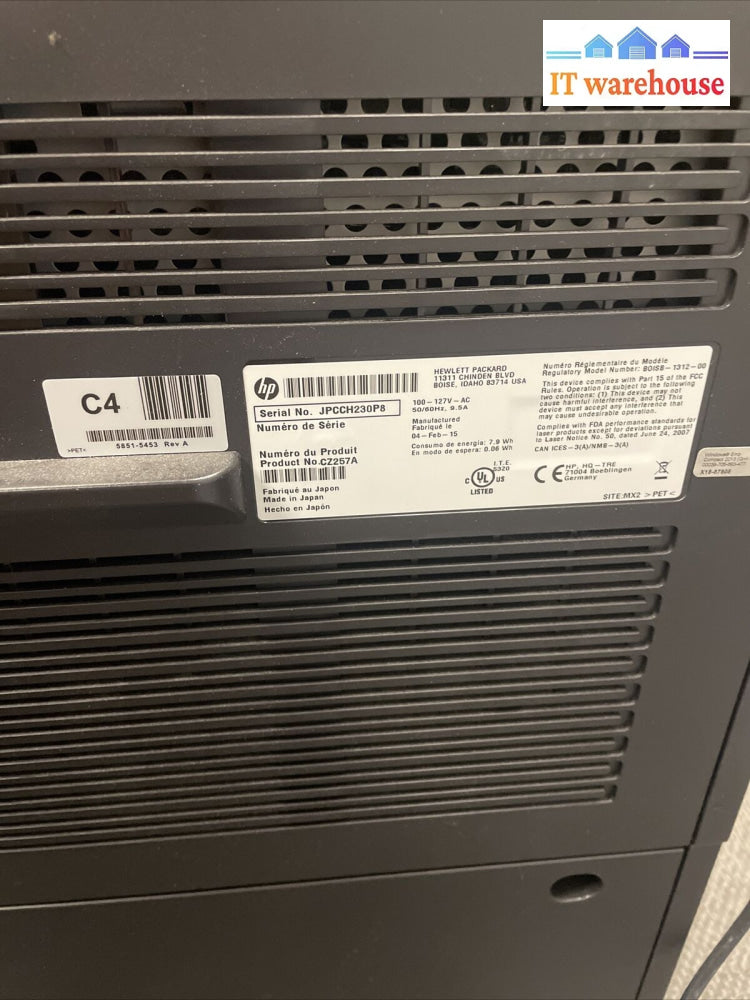 IT warehouse
C4
5851-5453 Rev A
>PET<
hp
Serial No. JPCCH230P8
Numéro de Série
Numéro du Produit
Product No.CZ257A
Fabriqué au Japon
Made in Japan
Hecho en Japón
HEWLETT PACKARD
11311 CHINDEN BLVD
BOISE, IDAHO 83714 USA
100-127V-AC
50/60Hz, 9.5A
Manufactured
Fabriqué le
04-Feb-15
Consumo de energia: 7.9 Wh
En modo de espera: 0.06 Wh
I.T.E.
5320
C UL US
LISTED
Numéro Réglementaire du Modèle
Regulatory Model Number: BOISB-1312-00
This device complies with Part 15 of the FCC
Rules. Operation is subject to the following
two conditions: (1) This device may not
cause harmful interference, and (2) This
device must accept any interference that
may cause undesirable operation.
Complies with FDA performance standards for
laser products except for deviations pursuant
to Laser Notice No. 50, dated June 24, 2007
CAN ICES-3(A)/NMB-3(A)
CE HP, HQ-TRE
71004 Boeblingen
Germany
SITE:MX2 >PET<